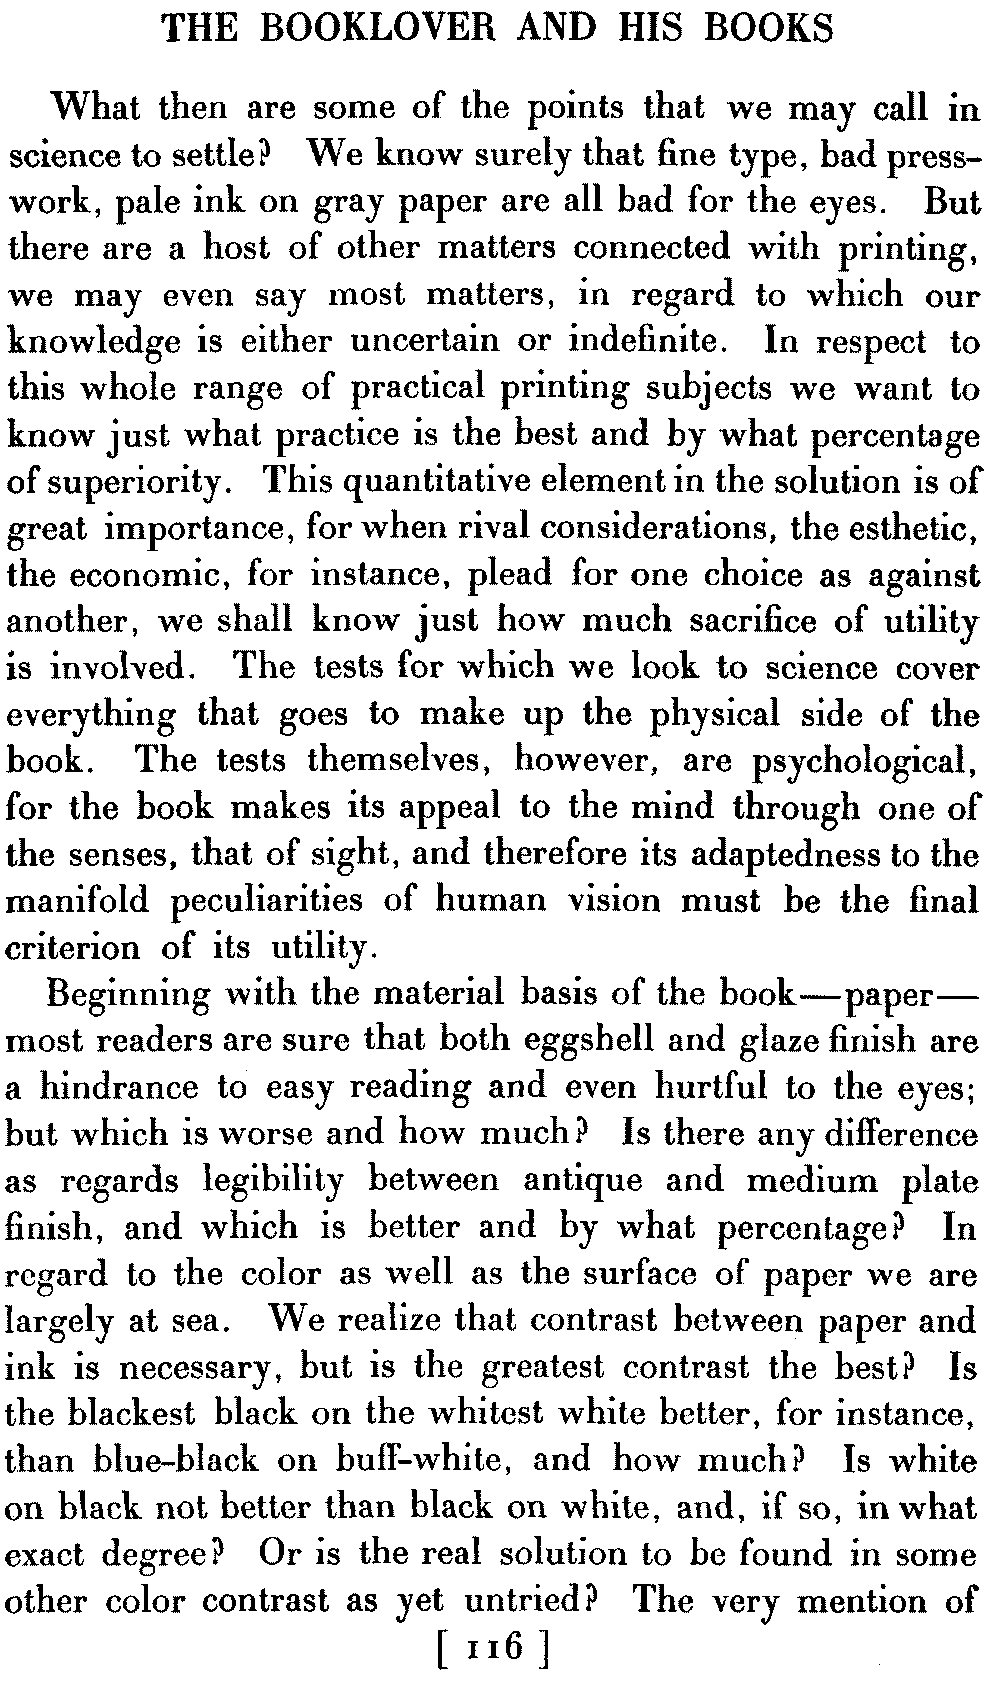 THE BOOKLOVER AND HIS BOOKS
What then are some of the points that we may call in
science to settle? We know surely that fine type, bad press-
work, pale ink on gray paper are all bad for the eyes. But
there are a host of other matters connected with printing,
we may even say most matters, in regard to which our
knowledge is either uncertain or indefinite. In respect to
this whole range of practical printing subjects we want to
know just what practice is the best and by what percentage
of superiority. This quantitative element in the solution is of
great importance, for when rival considerations, the esthetic,
the economic, for instance, plead for one choice as against
another, we shall know just how much sacrifice of utility
is involved. The tests for which we look to science cover
everything that goes to make up the physical side of the
book. The tests themselves, however, are psychological,
for the book makes its appeal to the mind through one of
the senses, that of sight, and therefore its adaptedness to the
manifold peculiarities of human vision must be the final
criterion of its utility.
Beginning with the material basis of the book—paper—
most readers are sure that both eggshell and glaze finish are
a hindrance to easy reading and even hurtful to the eyes;
but which is worse and how much? Is there any difference
as regards legibility between antique and medium plate
finish, and which is better and by what percentage? In
regard to the color as well as the surface of paper we are
largely at sea. We realize that contrast between paper and
ink is necessary, but is the greatest contrast the best? Is
the blackest black on the whitest white better, for instance,
than blue-black on buff-white, and how much? Is white
on black not better than black on white, and, if so, in what
exact degree? Or is the real solution to be found in some
other color contrast as yet untried? The very mention of
[ 116 ]